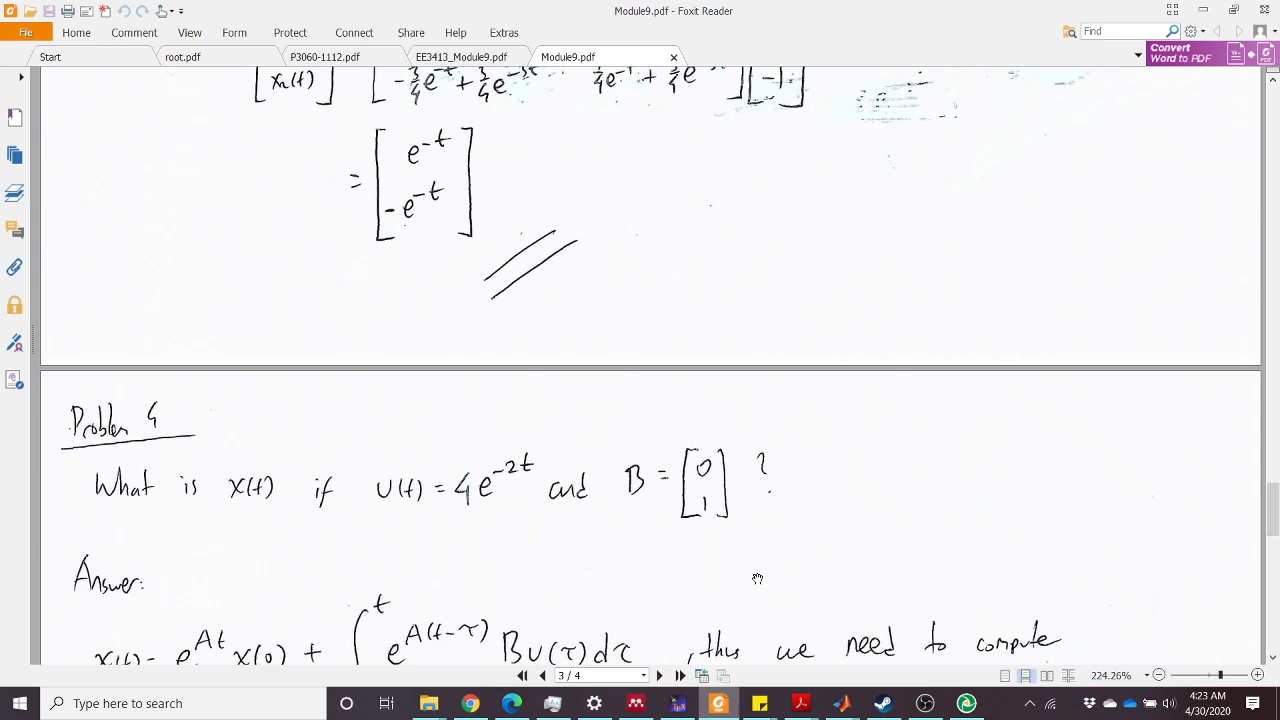 Module9.pdf - Foxit Reader
File Home Comment View Form Protect Connect Share Help Extras
Find
Start root.pdf P3060-1112.pdf EE3413_Module9.pdf Module9.pdf
Convert
Word to PDF
= [ e^-t
-e^-t ]
Problem 4
What is x(t) if u(t) = 4e^-2t and B = [0 1] ?
Answer:
x(t) = e^At x(0) + ∫^t e^A(t-τ) Bu(τ)dτ , thus we need to compute
3 / 4
224.26%
Type here to search
4:23 AM
4/30/2020